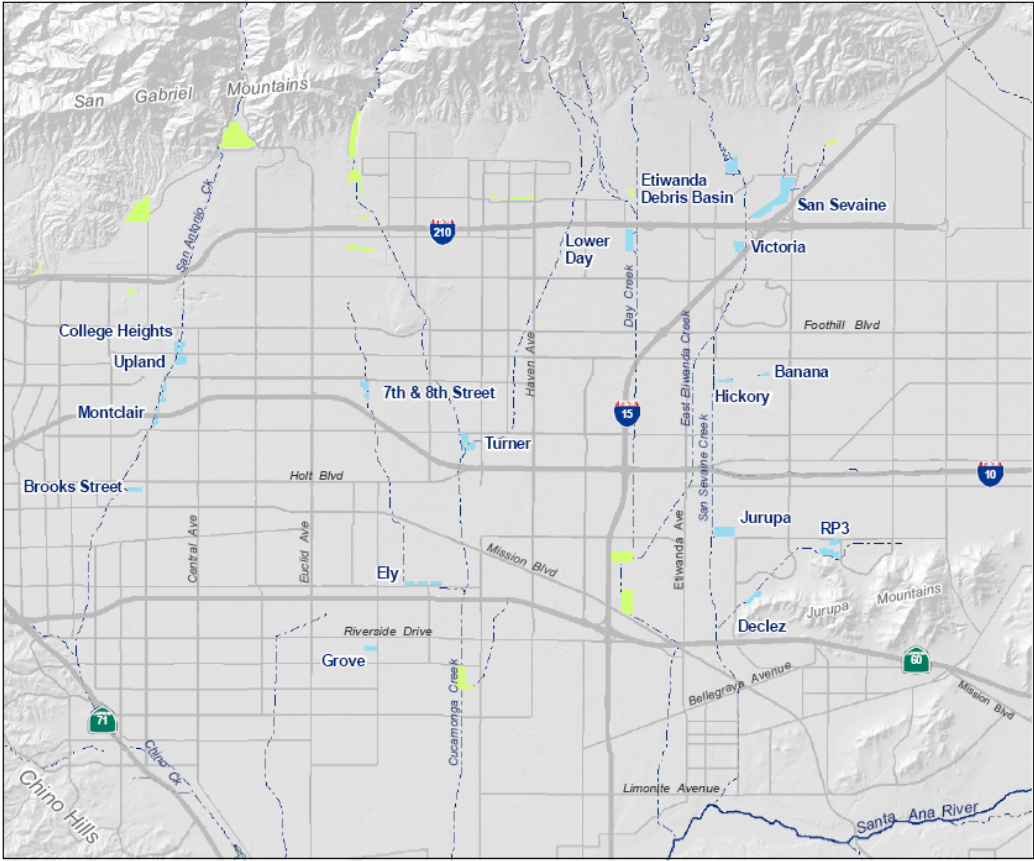 San Gabriel Mountains
San Antonio Ck
Etiwanda
Debris Basin
San Sevaine
210
Lower
Day
Victoria
Day Creek
College Heights
Foothill Blvd
Upland
East Etiwanda Creek
Haven Ave
Banana
7th & 8th Street
Hickory
Montclair
15
San Sevaine Creek
Turner
Holt Blvd
10
Brooks Street
Jurupa
RP3
Central Ave
Euclid Ave
Mission Blvd
Etiwanda Ave
Ely
Jurupa Mountains
Declez
Riverside Drive
Grove
60
Cucamonga Creek
Bellegrave Avenue
Mission Blvd
71
Chino Ck
Chino Hills
Limonite Avenue
Santa Ana River